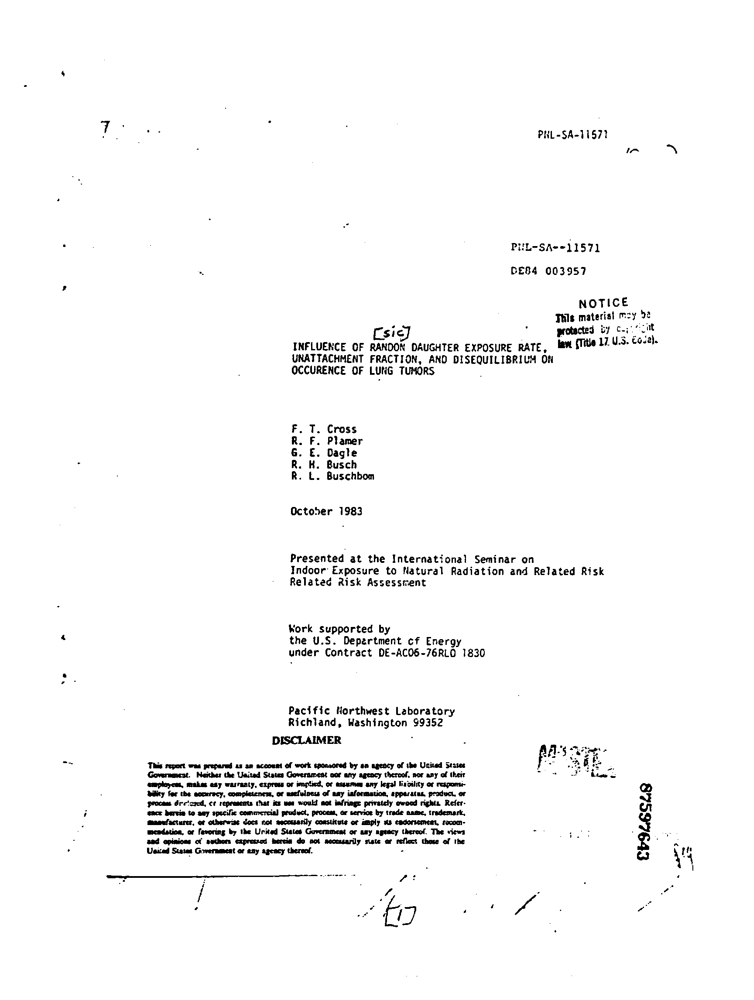 7
PNL-SA-11571
PNL-SA--11571
DE84 003957
NOTICE
This material may be
protected by copyright
law (Title 17 U.S. Code).
[sic]
INFLUENCE OF RANDON DAUGHTER EXPOSURE RATE,
UNATTACHMENT FRACTION, AND DISEQUILIBRIUM ON
OCCURENCE OF LUNG TUMORS
F. T. Cross
R. F. Plamer
G. E. Dagle
R. H. Busch
R. L. Buschbom
October 1983
Presented at the International Seminar on
Indoor Exposure to Natural Radiation and Related Risk
Related Risk Assessment
Work supported by
the U.S. Department of Energy
under Contract DE-AC06-76RLO 1830
Pacific Northwest Laboratory
Richland, Washington 99352
DISCLAIMER
This report was prepared as an account of work sponsored by an agency of the United States
Government. Neither the United States Government nor any agency thereof, nor any of their
employees, makes any warranty, express or implied, or assumes any legal liability or responsi-
bility for the accuracy, completeness, or usefulness of any information, apparatus, product, or
process disclosed, or represents that its use would not infringe privately owned rights. Refer-
ence herein to any specific commercial product, process, or service by trade name, trademark,
manufacturer, or otherwise does not necessarily constitute or imply its endorsement, recom-
mendation, or favoring by the United States Government or any agency thereof. The views
and opinions of authors expressed herein do not necessarily state or reflect those of the
United States Government or any agency thereof.
87597643